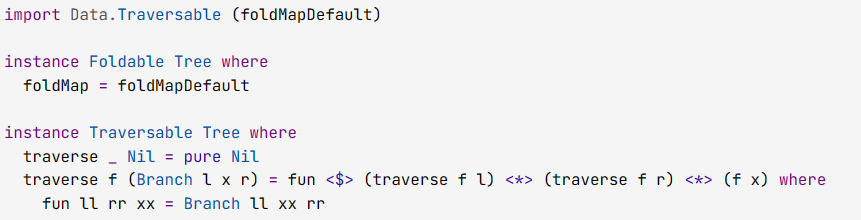 import Data.Traversable (foldMapDefault)
instance Foldable Tree where
  foldMap = foldMapDefault
instance Traversable Tree where
  traverse _ Nil = pure Nil
  traverse f (Branch l x r) = fun <$> (traverse f l) <*> (traverse f r) <*> (f x) where
    fun ll rr xx = Branch ll xx rr